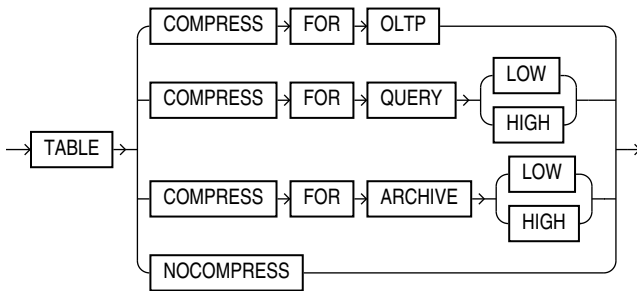 COMPRESS FOR OLTP
LOW
COMPRESS FOR QUERY
HIGH
TABLE
LOW
COMPRESS FOR ARCHIVE
HIGH
NOCOMPRESS